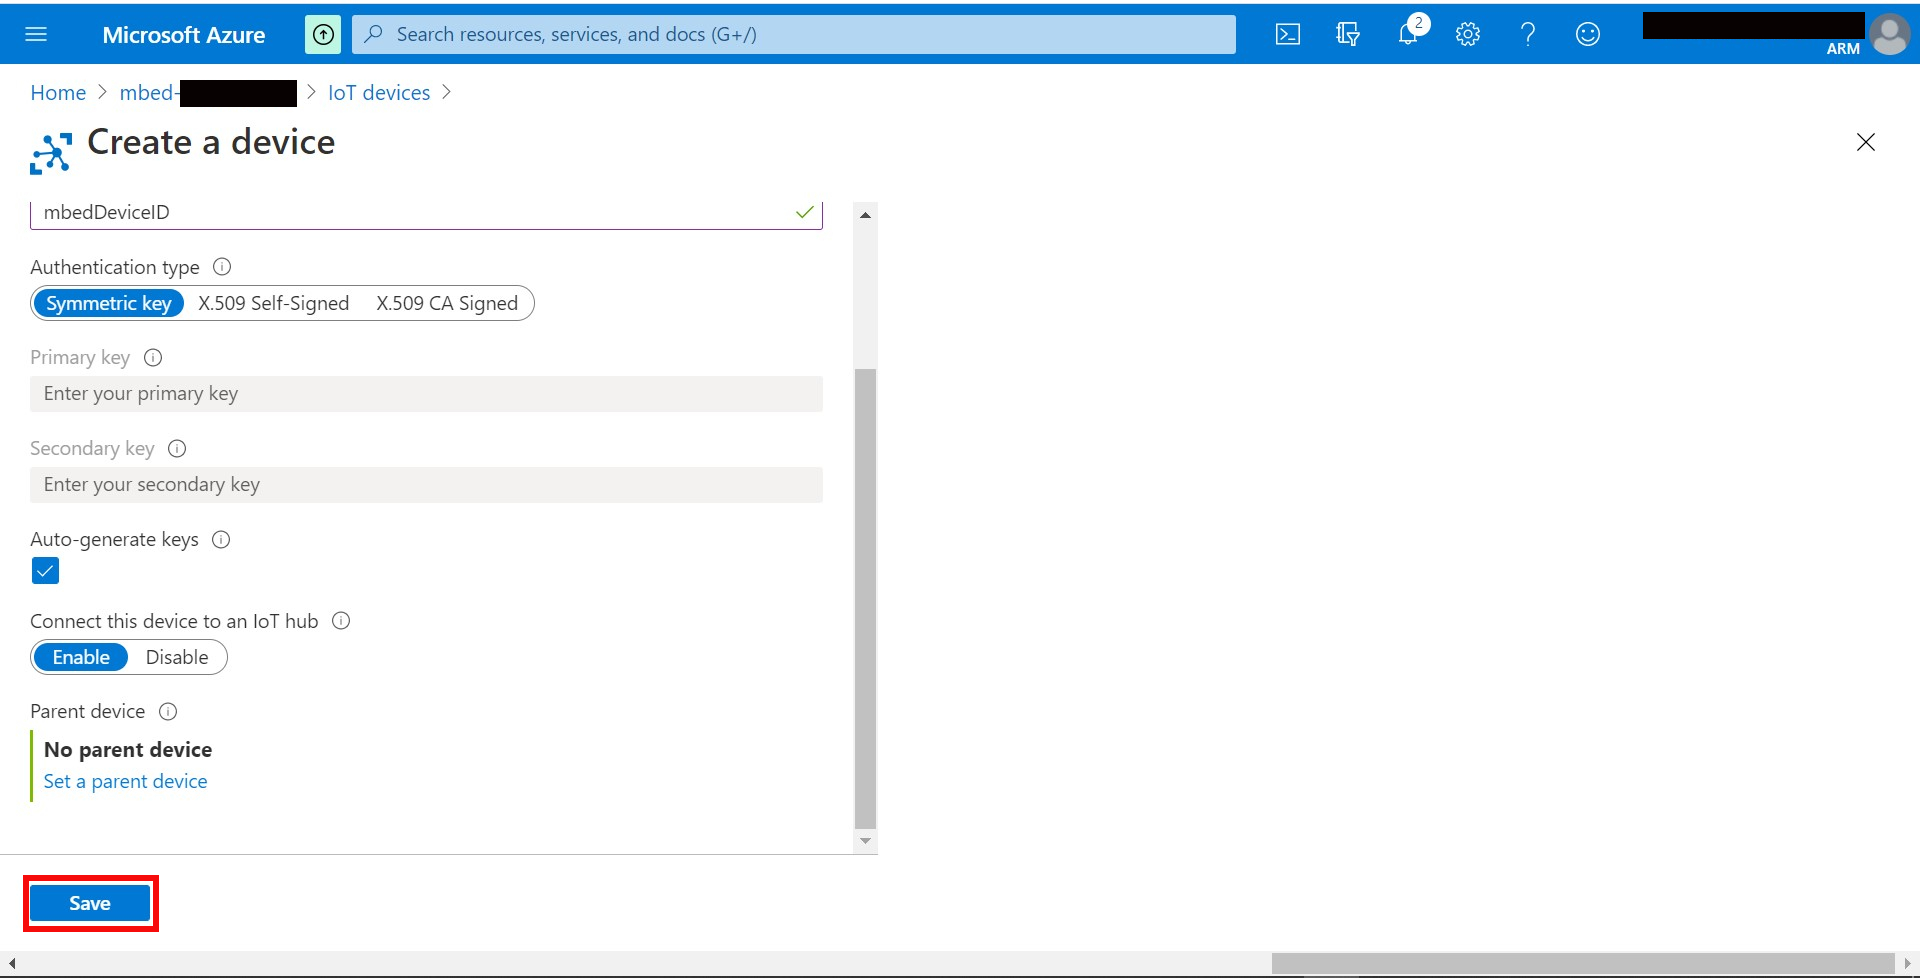 Microsoft Azure
Search resources, services, and docs (G+/)
2
ARM
Home > mbed- > IoT devices >
Create a device
mbedDeviceID
Authentication type
Symmetric key X.509 Self-Signed X.509 CA Signed
Primary key
Enter your primary key
Secondary key
Enter your secondary key
Auto-generate keys
Connect this device to an IoT hub
Enable Disable
Parent device
No parent device
Set a parent device
Save